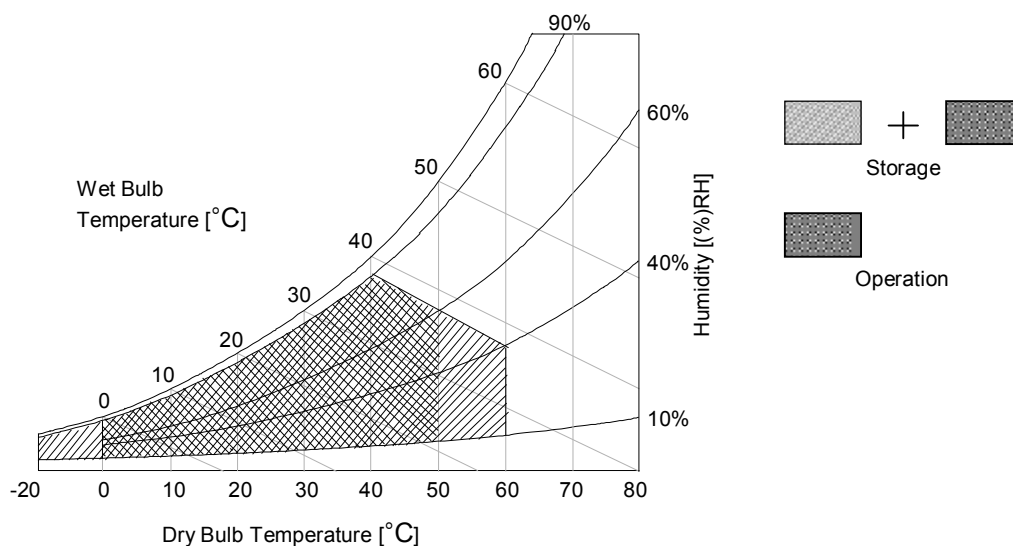 90%
60
60%
50
Wet Bulb
Temperature [°C]
Storage
Humidity [(%)RH]
40
40%
Operation
30
20
10
0
10%
-20 0 10 20 30 40 50 60 70 80
Dry Bulb Temperature [°C]